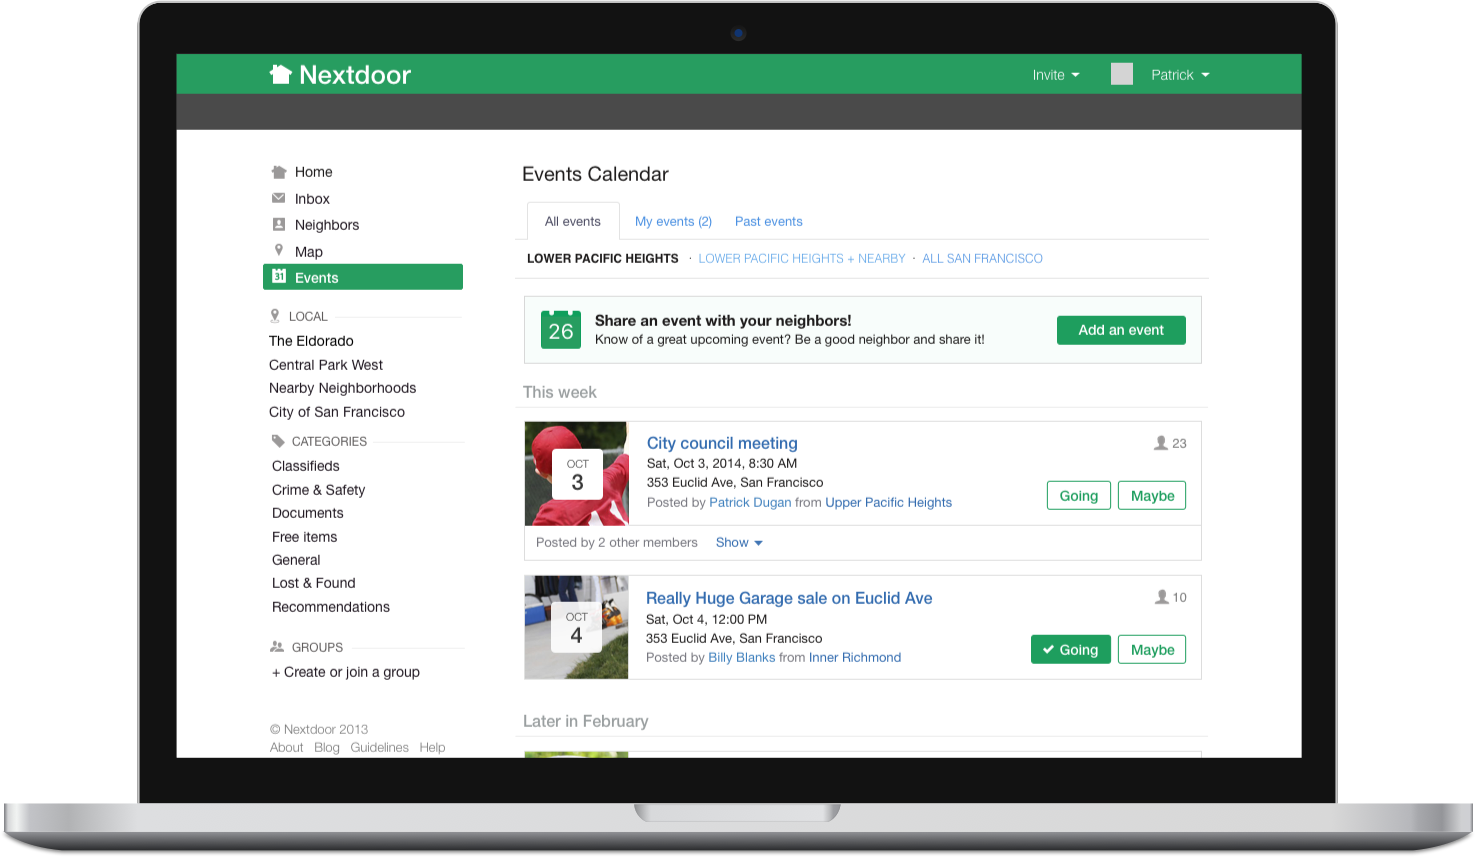 Nextdoor
Invite
Patrick
Home
Inbox
Neighbors
Map
31 Events
LOCAL
The Eldorado
Central Park West
Nearby Neighborhoods
City of San Francisco
CATEGORIES
Classifieds
Crime & Safety
Documents
Free items
General
Lost & Found
Recommendations
GROUPS
+ Create or join a group
© Nextdoor 2013
About Blog Guidelines Help
Events Calendar
All events My events (2) Past events
LOWER PACIFIC HEIGHTS · LOWER PACIFIC HEIGHTS + NEARBY · ALL SAN FRANCISCO
26
Share an event with your neighbors!
Know of a great upcoming event? Be a good neighbor and share it!
Add an event
This week
OCT
3
City council meeting
23
Sat, Oct 3, 2014, 8:30 AM
353 Euclid Ave, San Francisco
Posted by Patrick Dugan from Upper Pacific Heights
Going Maybe
Posted by 2 other members Show
OCT
4
Really Huge Garage sale on Euclid Ave
10
Sat, Oct 4, 12:00 PM
353 Euclid Ave, San Francisco
Posted by Billy Blanks from Inner Richmond
Going Maybe
Later in February